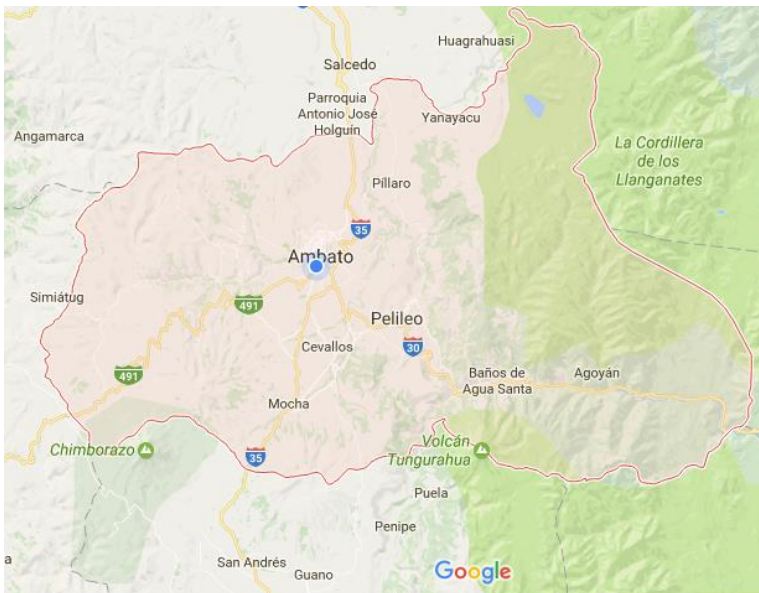 Huagrahuasi
Salcedo
Parroquia
Antonio José
Holguín
Yanayacu
Angamarca
La Cordillera
de los
Llanganates
Píllaro
35
Ambato
Simiátug
491
Pelileo
Cevallos
30
491
Baños de
Agua Santa
Agoyán
Mocha
Chimborazo
35
Volcán
Tungurahua
Puela
Penipe
a
San Andrés
Guano
Google